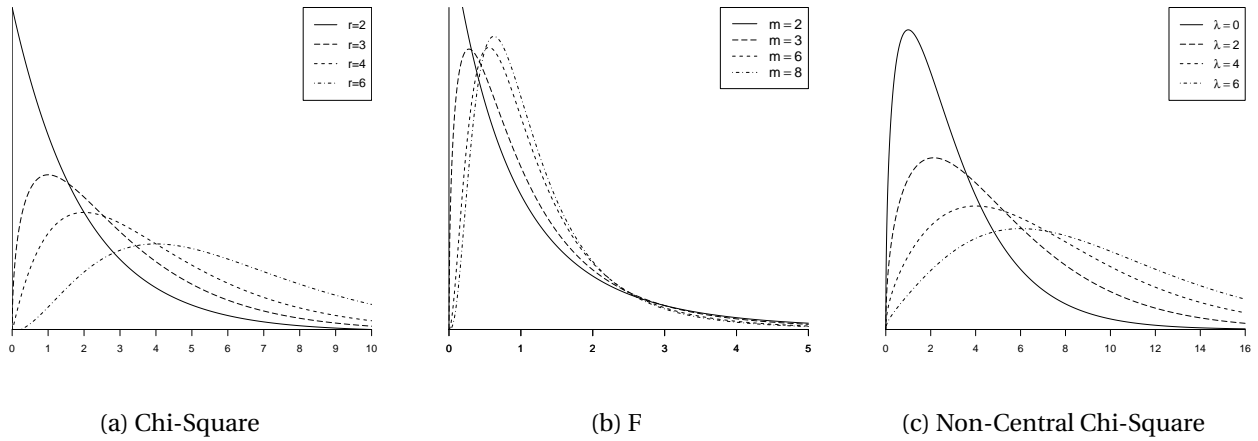 r=2
r=3
r=4
r=6
0 1 2 3 4 5 6 7 8 9 10
(a) Chi-Square
m = 2
m = 3
m = 6
m = 8
0 1 2 3 4 5
(b) F
λ = 0
λ = 2
λ = 4
λ = 6
0 2 4 6 8 10 12 14 16
(c) Non-Central Chi-Square